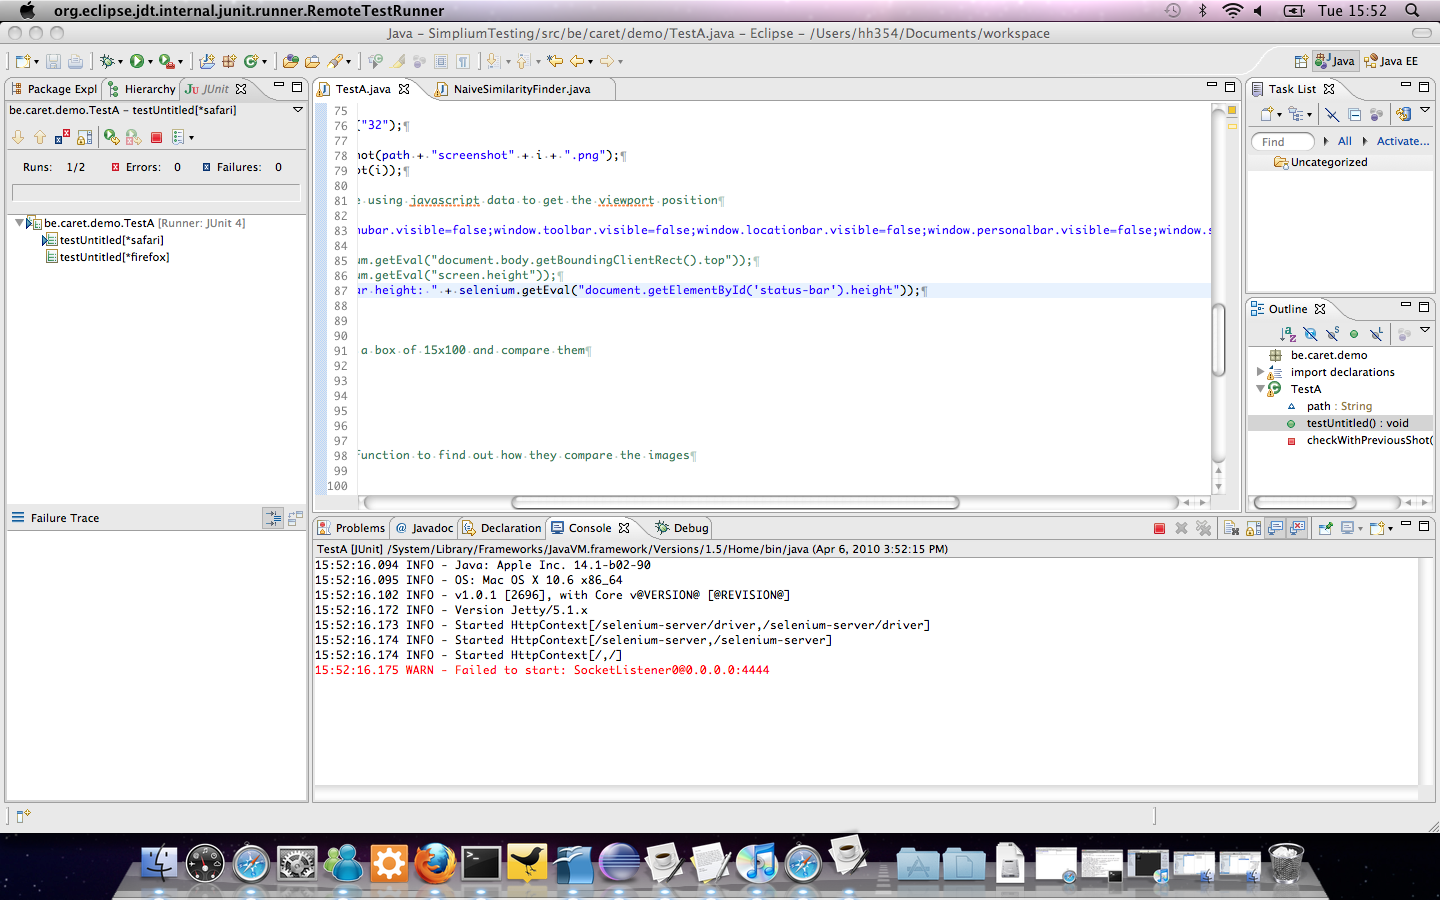 org.eclipse.jdt.internal.junit.runner.RemoteTestRunner
Tue 15:52
Java – SimpliumTesting/src/be/caret/demo/TestA.java – Eclipse – /Users/hh354/Documents/workspace
Java
Java EE
Package Expl
Hierarchy
JUnit
be.caret.demo.TestA – testUntitled[*safari]
Runs: 1/2
Errors: 0
Failures: 0
be.caret.demo.TestA [Runner: JUnit 4]
testUntitled[*safari]
testUntitled[*firefox]
Failure Trace
TestA.java
NaiveSimilarityFinder.java
75
76 ("32");¶
77
78 hot(path + "screenshot" + i + ".png");¶
79 ot(i));¶
80
81 e using javascript data to get the viewport position¶
82
83 nubar.visible=false;window.toolbar.visible=false;window.locationbar.visible=false;window.personalbar.visible=false;window.s
84
85 um.getEval("document.body.getBoundingClientRect().top"));¶
86 um.getEval("screen.height"));¶
87 ar height: " + selenium.getEval("document.getElementById('status-bar').height"));¶
88
89
90
91 a box of 15x100 and compare them¶
92
93
94
95
96
97
98 function to find out how they compare the images¶
99
100
Task List
Find
All
Activate...
Uncategorized
Outline
be.caret.demo
import declarations
TestA
path : String
testUntitled() : void
checkWithPreviousShot(
Problems
@ Javadoc
Declaration
Console
Debug
TestA [JUnit] /System/Library/Frameworks/JavaVM.framework/Versions/1.5/Home/bin/java (Apr 6, 2010 3:52:15 PM)
15:52:16.094 INFO - Java: Apple Inc. 14.1-b02-90
15:52:16.095 INFO - OS: Mac OS X 10.6 x86_64
15:52:16.102 INFO - v1.0.1 [2696], with Core v@VERSION@ [@REVISION@]
15:52:16.172 INFO - Version Jetty/5.1.x
15:52:16.173 INFO - Started HttpContext[/selenium-server/driver,/selenium-server/driver]
15:52:16.174 INFO - Started HttpContext[/selenium-server,/selenium-server]
15:52:16.174 INFO - Started HttpContext[/,/]
15:52:16.175 WARN - Failed to start: SocketListener0@0.0.0.0:4444